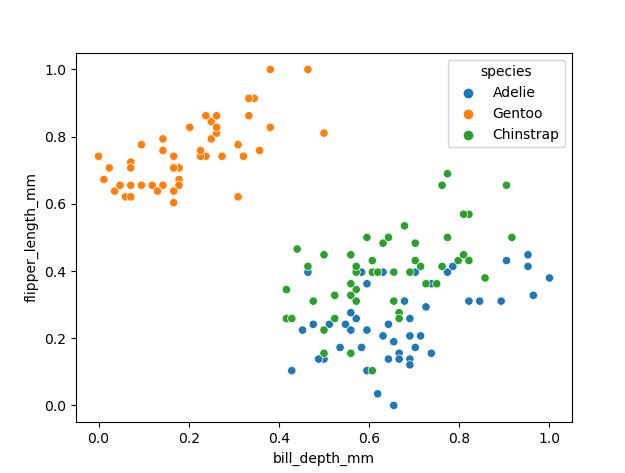 species
Adelie
Gentoo
Chinstrap
1.0
0.8
0.6
0.4
0.2
0.0
flipper_length_mm
0.0 0.2 0.4 0.6 0.8 1.0
bill_depth_mm